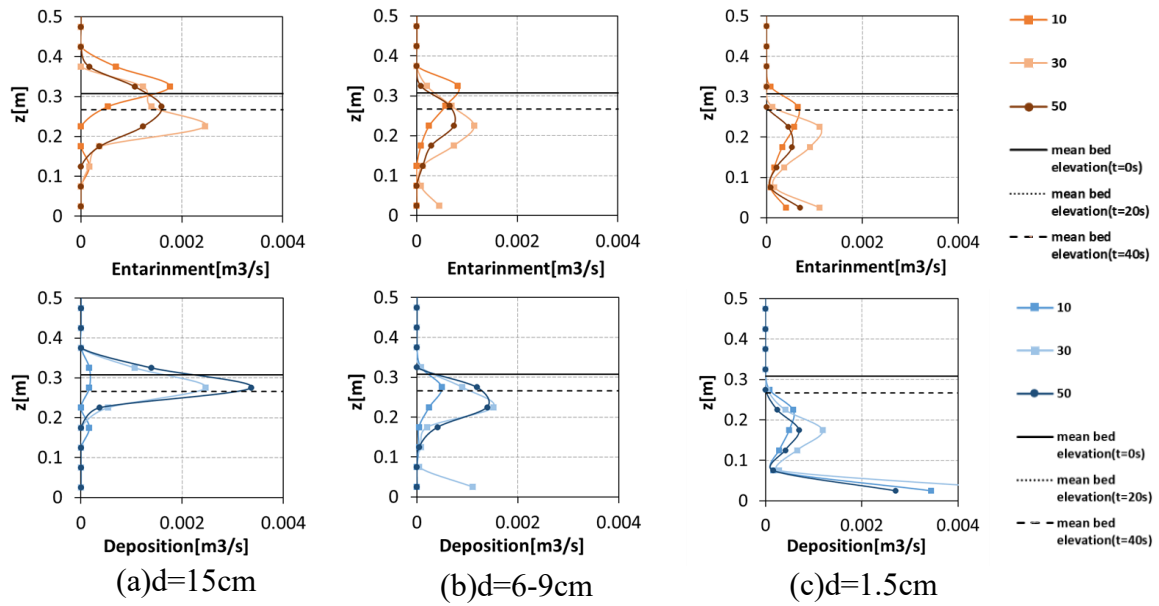 0.5
0.4
0.3
0.2
0.1
0
z[m]
0
0.002
0.004
Entarinment[m3/s]
0.5
0.4
0.3
0.2
0.1
0
z[m]
0
0.002
0.004
Entarinment[m3/s]
0.5
0.4
0.3
0.2
0.1
0
z[m]
0
0.002
0.004
Entarinment[m3/s]
10
30
50
mean bed
elevation(t=0s)
mean bed
elevation(t=20s)
mean bed
elevation(t=40s)
0.5
0.4
0.3
0.2
0.1
0
z[m]
0
0.002
0.004
Deposition[m3/s]
0.5
0.4
0.3
0.2
0.1
0
z[m]
0
0.002
0.004
Deposition[m3/s]
0.5
0.4
0.3
0.2
0.1
0
z[m]
0
0.002
0.004
Deposition[m3/s]
10
30
50
mean bed
elevation(t=0s)
mean bed
elevation(t=20s)
mean bed
elevation(t=40s)
(a)d=15cm
(b)d=6-9cm
(c)d=1.5cm